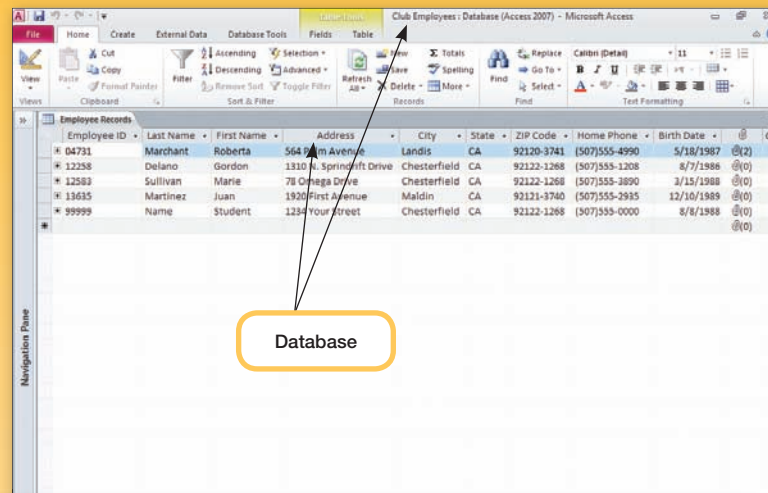 Table Tools
Club Employees : Database (Access 2007) - Microsoft Access
File Home Create External Data Database Tools Fields Table
View
Views
Paste
Cut
Copy
Format Painter
Clipboard
Filter
Ascending
Descending
Remove Sort
Selection
Advanced
Toggle Filter
Sort & Filter
Refresh
All
New
Save
Delete
Totals
Spelling
More
Records
Find
Replace
Go To
Select
Find
Calibri (Detail) 11
B I U
A
Text Formatting
Employee Records
Employee ID Last Name First Name Address City State ZIP Code Home Phone Birth Date
04731 Marchant Roberta 564 Palm Avenue Landis CA 92120-3741 (507)555-4990 5/18/1987 (2)
12258 Delano Gordon 1310 N. Sprindrift Drive Chesterfield CA 92122-1268 (507)555-1208 8/7/1986 (0)
12583 Sullivan Marie 78 Omega Drive Chesterfield CA 92122-1268 (507)555-3890 3/15/1988 (0)
13635 Martinez Juan 1920 First Avenue Maldin CA 92121-3740 (507)555-2935 12/10/1989 (0)
99999 Name Student 1234 Your Street Chesterfield CA 92122-1268 (507)555-0000 8/8/1988 (0)
(0)
Database
Navigation Pane